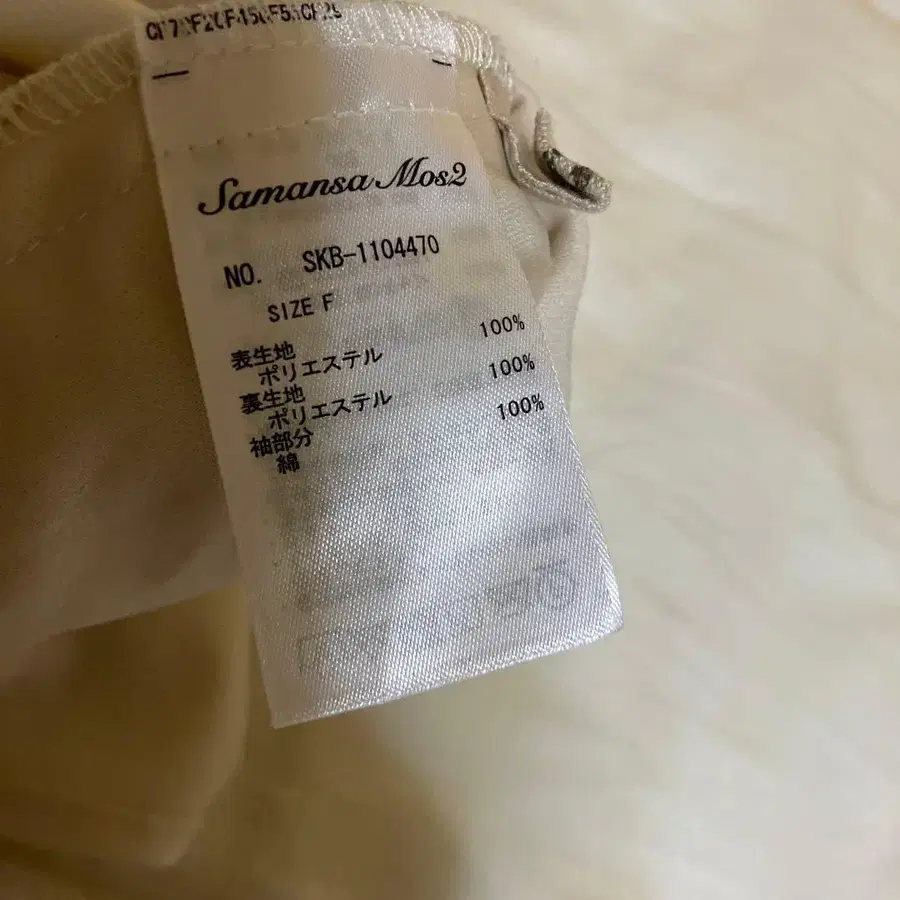 Samansa Mos2
NO. SKB-1104470
SIZE F
表生地
ポリエステル 100%
裏生地
ポリエステル 100%
袖部分
綿 100%